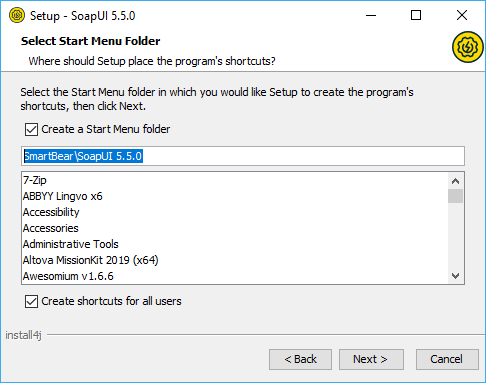 Setup - SoapUI 5.5.0
Select Start Menu Folder
Where should Setup place the program's shortcuts?
Select the Start Menu folder in which you would like Setup to create the program's
shortcuts, then click Next.
Create a Start Menu folder
SmartBear\SoapUI 5.5.0
7-Zip
ABBYY Lingvo x6
Accessibility
Accessories
Administrative Tools
Altova MissionKit 2019 (x64)
Awesomium v1.6.6
Create shortcuts for all users
install4j
< Back
Next >
Cancel